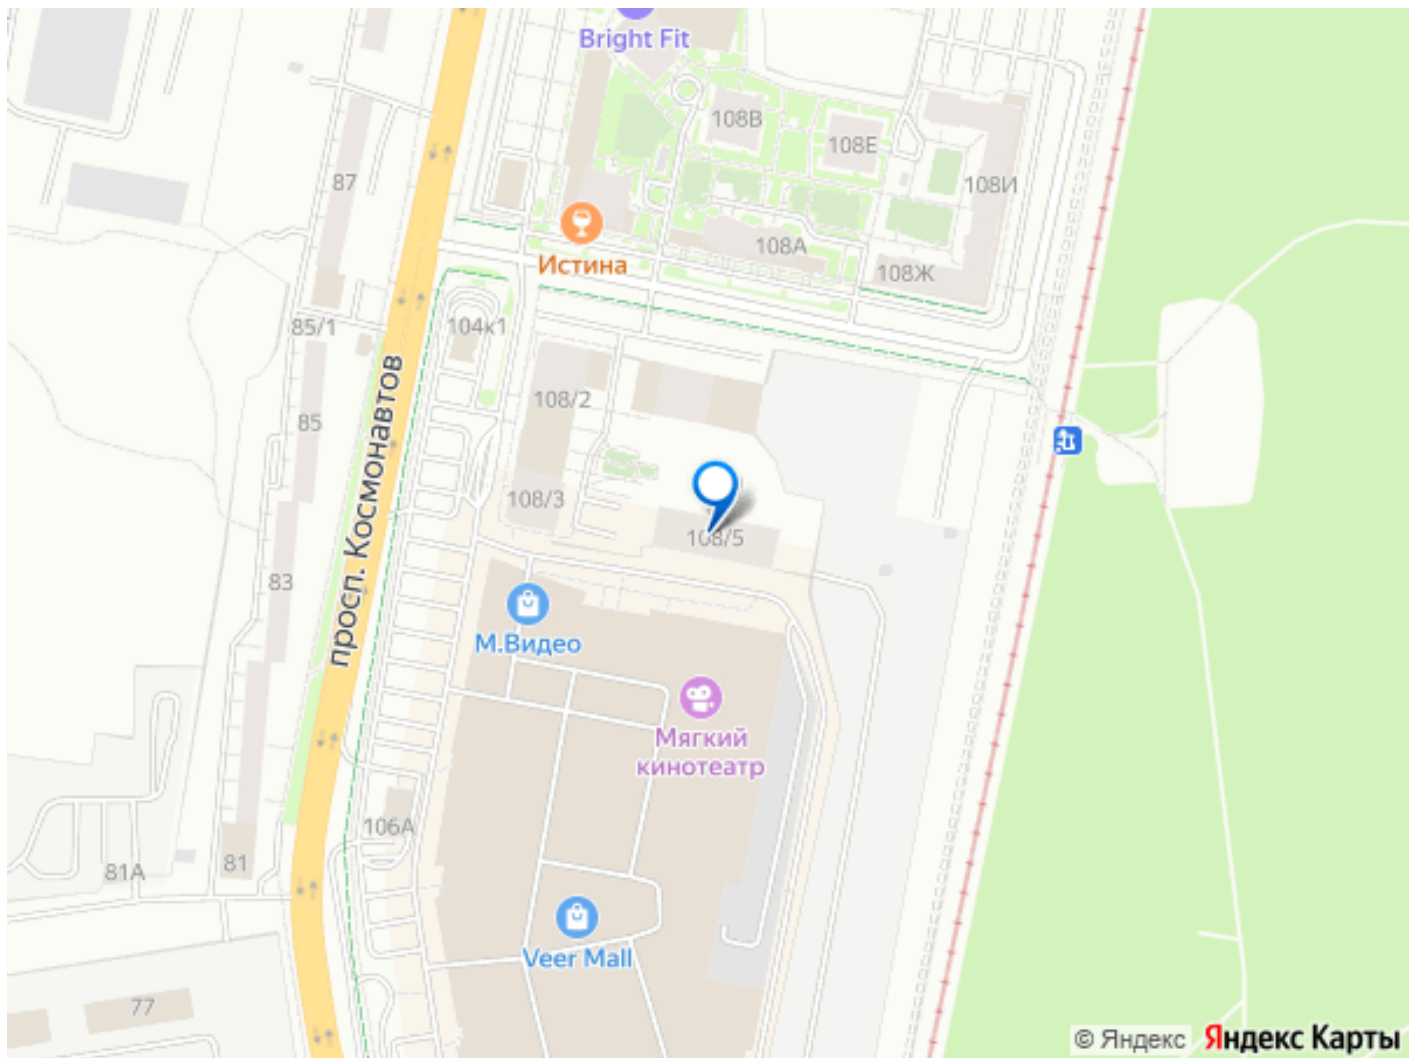 Bright Fit
108В
108Е
87
108И
Истина
108А
108Ж
85/1
104к1
просп. Космонавтов
108/2
85
108/3
108/5
83
М.Видео
Мягкий
кинотеатр
106А
81А
81
Veer Mall
77
© Яндекс Яндекс Карты